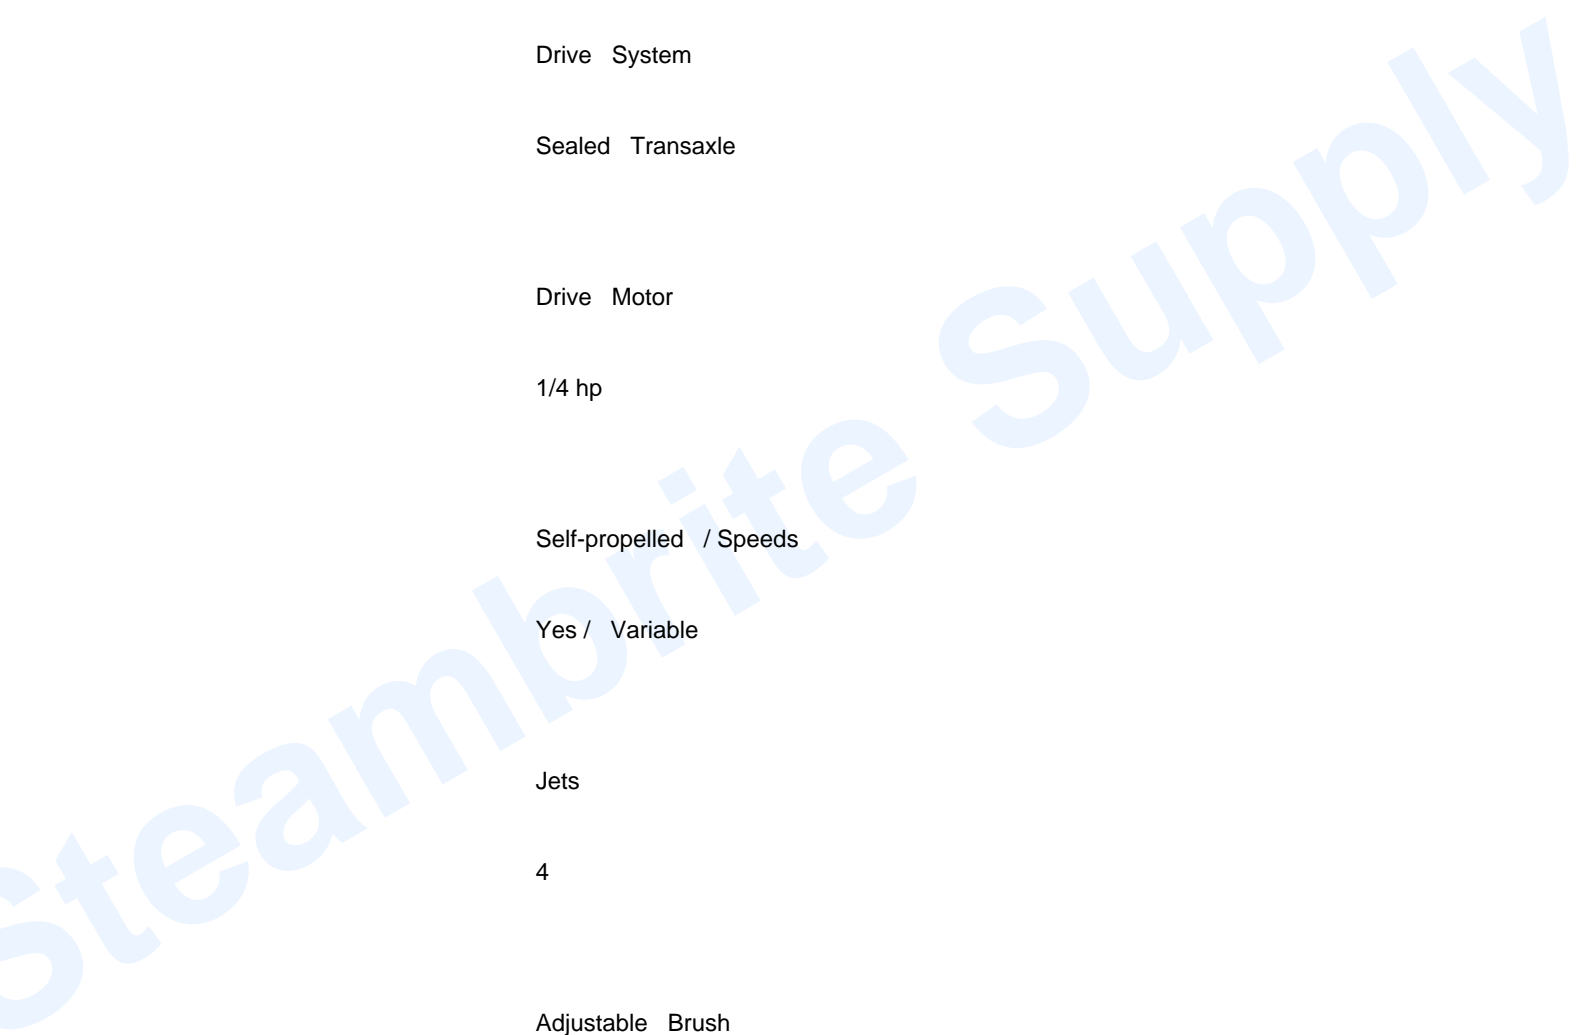 Drive System
Sealed Transaxle
Drive Motor
1/4 hp
Self-propelled / Speeds
Yes / Variable
Jets
4
Adjustable Brush
Steambrite Supply